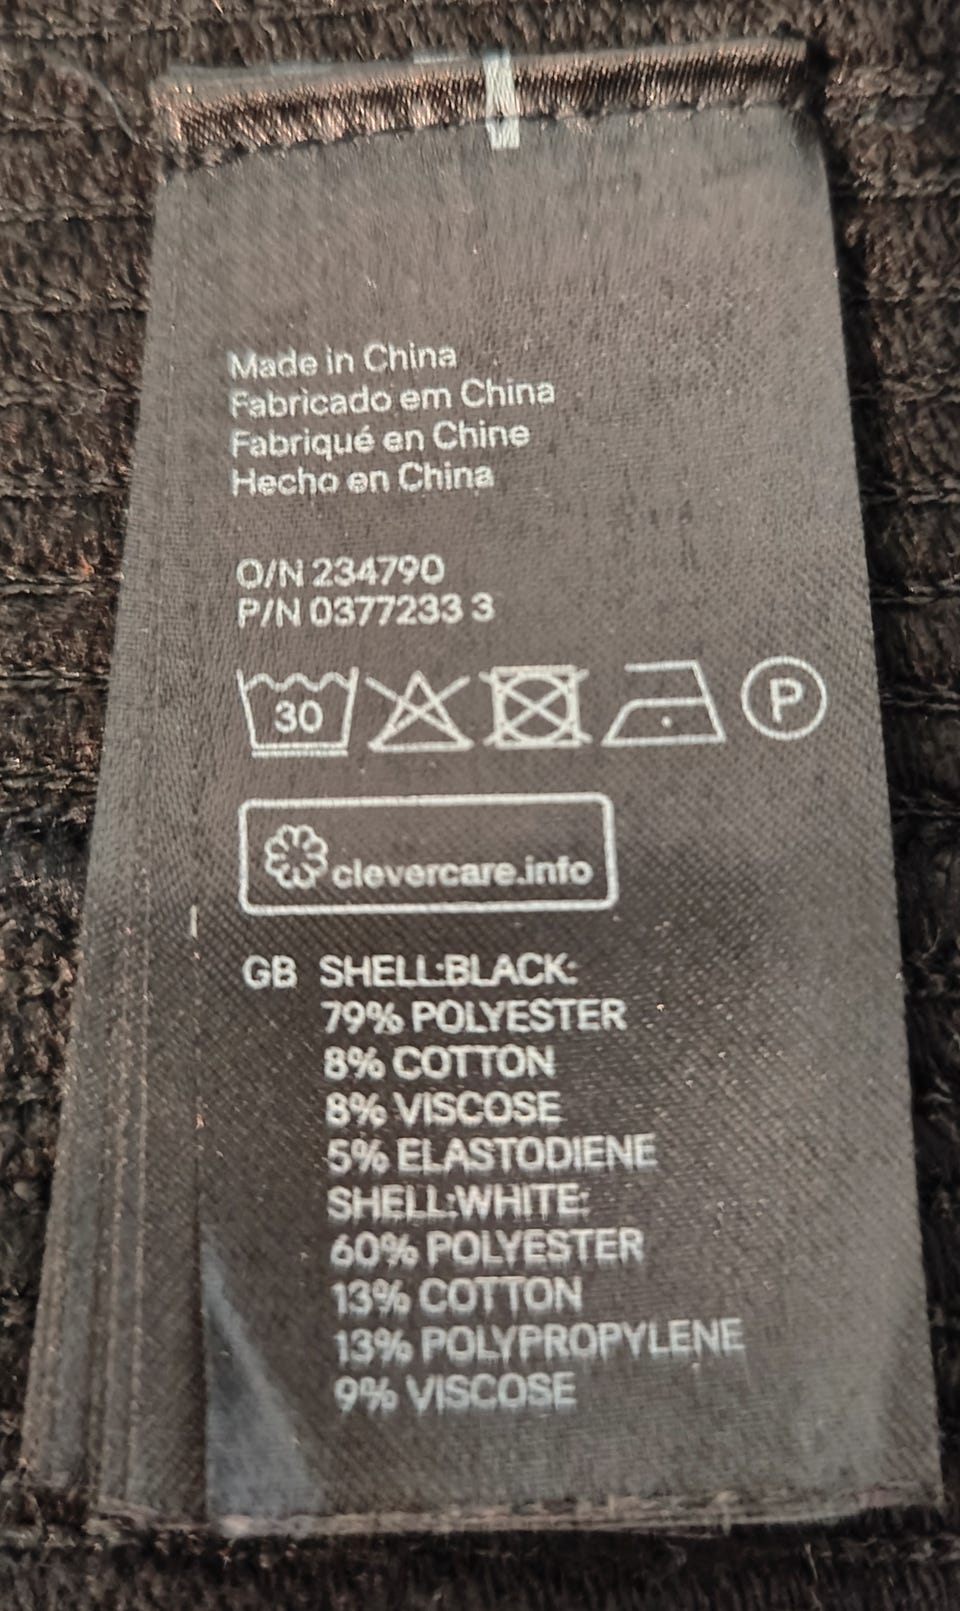 Made in China
Fabricado em China
Fabriqué en Chine
Hecho en China
O/N 234790
P/N 0377233 3
30 P
clevercare.info
GB SHELL:BLACK:
79% POLYESTER
8% COTTON
8% VISCOSE
5% ELASTODIENE
SHELL:WHITE:
60% POLYESTER
13% COTTON
13% POLYPROPYLENE
9% VISCOSE